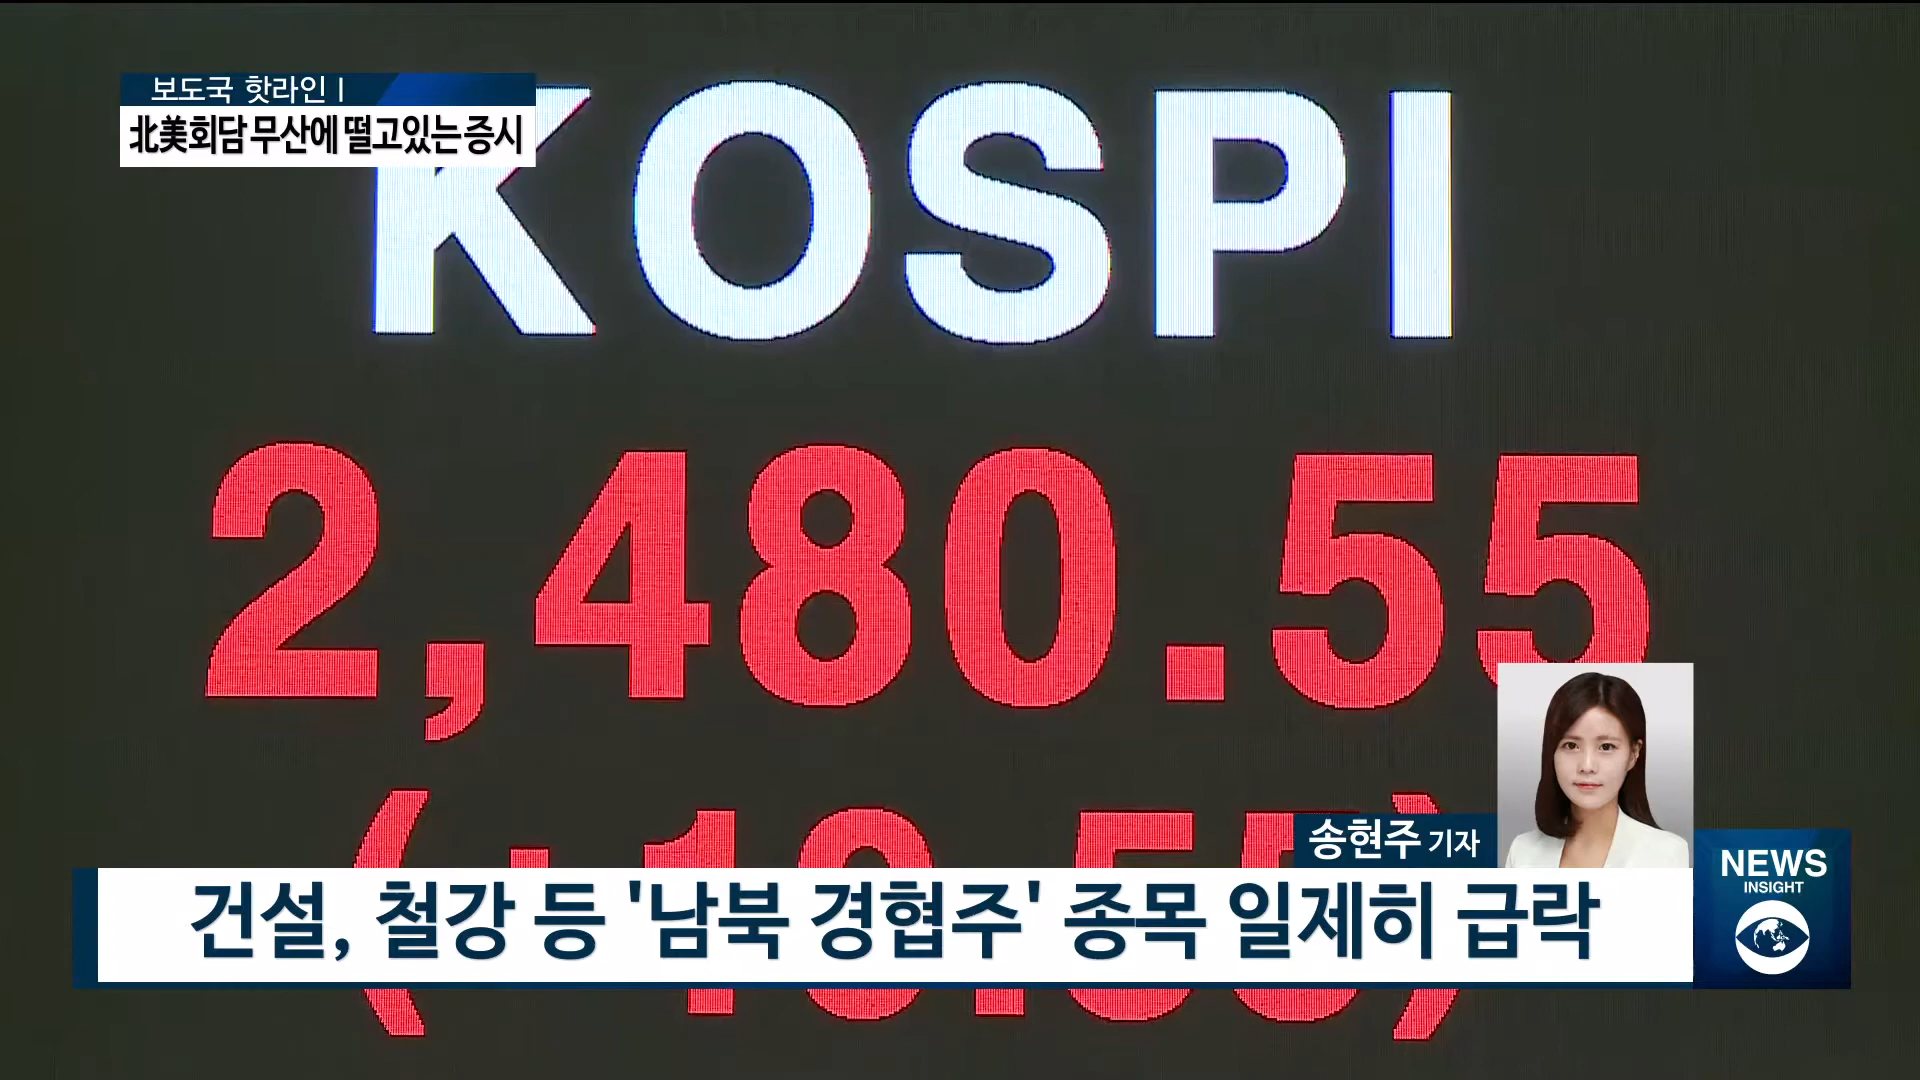 보도국 핫라인 |
北美회담 무산에 떨고있는 증시
KOSPI
2,480.55
송현주 기자
건설, 철강 등 '남북 경협주' 종목 일제히 급락
NEWS
INSIGHT